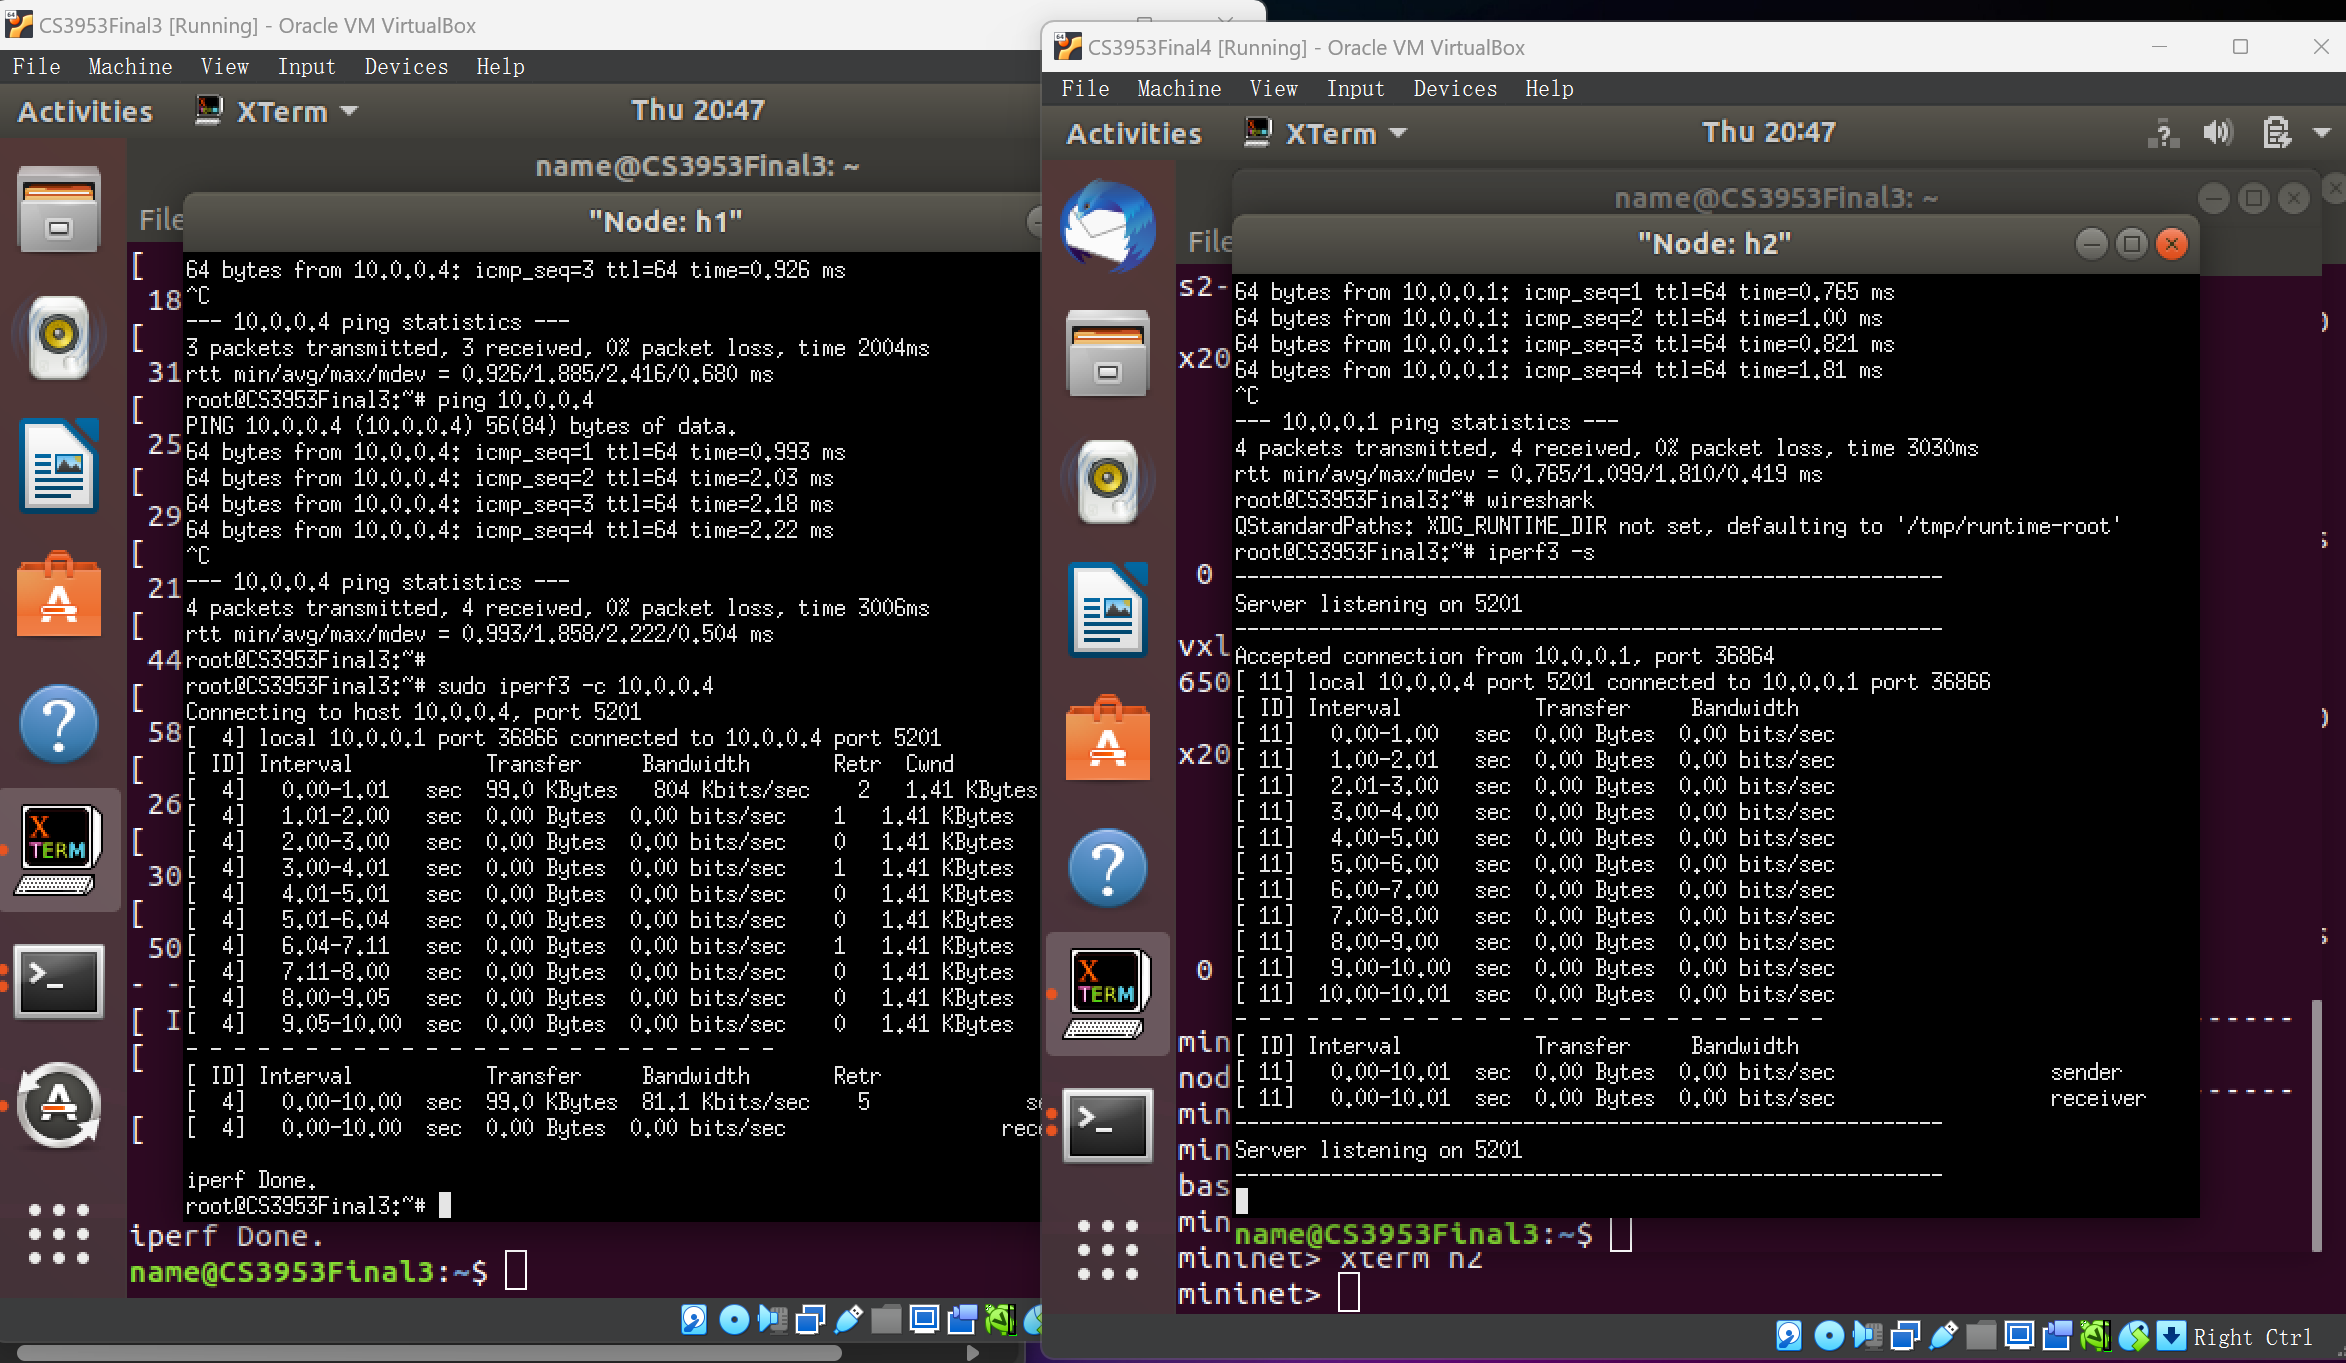 CS3953Final3 [Running] - Oracle VM VirtualBox
File Machine View Input Devices Help
Activities XTerm Thu 20:47
name@CS3953Final3: ~
File
"Node: h1"
[
18
[
31
[
25
[
29
[
21
[
44
[
58
[
26
[
30
[
50
- -
[ I
[
[
64 bytes from 10.0.0.4: icmp_seq=3 ttl=64 time=0.926 ms
^C
--- 10.0.0.4 ping statistics ---
3 packets transmitted, 3 received, 0% packet loss, time 2004ms
rtt min/avg/max/mdev = 0.926/1.885/2.416/0.680 ms
root@CS3953Final3:~# ping 10.0.0.4
PING 10.0.0.4 (10.0.0.4) 56(84) bytes of data.
64 bytes from 10.0.0.4: icmp_seq=1 ttl=64 time=0.993 ms
64 bytes from 10.0.0.4: icmp_seq=2 ttl=64 time=2.03 ms
64 bytes from 10.0.0.4: icmp_seq=3 ttl=64 time=2.18 ms
64 bytes from 10.0.0.4: icmp_seq=4 ttl=64 time=2.22 ms
^C
--- 10.0.0.4 ping statistics ---
4 packets transmitted, 4 received, 0% packet loss, time 3006ms
rtt min/avg/max/mdev = 0.993/1.858/2.222/0.504 ms
root@CS3953Final3:~#
root@CS3953Final3:~# sudo iperf3 -c 10.0.0.4
Connecting to host 10.0.0.4, port 5201
[  4] local 10.0.0.1 port 36866 connected to 10.0.0.4 port 5201
[ ID] Interval Transfer Bandwidth Retr Cwnd
[  4] 0.00-1.01 sec 99.0 KBytes 804 Kbits/sec 2 1.41 KBytes
[  4] 1.01-2.00 sec 0.00 Bytes 0.00 bits/sec 1 1.41 KBytes
[  4] 2.00-3.00 sec 0.00 Bytes 0.00 bits/sec 0 1.41 KBytes
[  4] 3.00-4.01 sec 0.00 Bytes 0.00 bits/sec 1 1.41 KBytes
[  4] 4.01-5.01 sec 0.00 Bytes 0.00 bits/sec 0 1.41 KBytes
[  4] 5.01-6.04 sec 0.00 Bytes 0.00 bits/sec 0 1.41 KBytes
[  4] 6.04-7.11 sec 0.00 Bytes 0.00 bits/sec 1 1.41 KBytes
[  4] 7.11-8.00 sec 0.00 Bytes 0.00 bits/sec 0 1.41 KBytes
[  4] 8.00-9.05 sec 0.00 Bytes 0.00 bits/sec 0 1.41 KBytes
[  4] 9.05-10.00 sec 0.00 Bytes 0.00 bits/sec 0 1.41 KBytes
- - - - - - - - - - - - - - - - - - - - - - - - -
[ ID] Interval Transfer Bandwidth Retr
[  4] 0.00-10.00 sec 99.0 KBytes 81.1 Kbits/sec 5 s
[  4] 0.00-10.00 sec 0.00 Bytes 0.00 bits/sec rec
iperf Done.
root@CS3953Final3:~#
iperf Done.
name@CS3953Final3:~$
X
TERM
CS3953Final4 [Running] - Oracle VM VirtualBox
File Machine View Input Devices Help
Activities XTerm Thu 20:47
name@CS3953Final3: ~
File
"Node: h2"
s2-
x20
0
vxl
650
x20
0
min
nod
min
min
bas
min
64 bytes from 10.0.0.1: icmp_seq=1 ttl=64 time=0.765 ms
64 bytes from 10.0.0.1: icmp_seq=2 ttl=64 time=1.00 ms
64 bytes from 10.0.0.1: icmp_seq=3 ttl=64 time=0.821 ms
64 bytes from 10.0.0.1: icmp_seq=4 ttl=64 time=1.81 ms
^C
--- 10.0.0.1 ping statistics ---
4 packets transmitted, 4 received, 0% packet loss, time 3030ms
rtt min/avg/max/mdev = 0.765/1.099/1.810/0.419 ms
root@CS3953Final3:~# wireshark
QStandardPaths: XDG_RUNTIME_DIR not set, defaulting to '/tmp/runtime-root'
root@CS3953Final3:~# iperf3 -s
-----------------------------------------------------------
Server listening on 5201
-----------------------------------------------------------
Accepted connection from 10.0.0.1, port 36864
[ 11] local 10.0.0.4 port 5201 connected to 10.0.0.1 port 36866
[ ID] Interval Transfer Bandwidth
[ 11] 0.00-1.00 sec 0.00 Bytes 0.00 bits/sec
[ 11] 1.00-2.01 sec 0.00 Bytes 0.00 bits/sec
[ 11] 2.01-3.00 sec 0.00 Bytes 0.00 bits/sec
[ 11] 3.00-4.00 sec 0.00 Bytes 0.00 bits/sec
[ 11] 4.00-5.00 sec 0.00 Bytes 0.00 bits/sec
[ 11] 5.00-6.00 sec 0.00 Bytes 0.00 bits/sec
[ 11] 6.00-7.00 sec 0.00 Bytes 0.00 bits/sec
[ 11] 7.00-8.00 sec 0.00 Bytes 0.00 bits/sec
[ 11] 8.00-9.00 sec 0.00 Bytes 0.00 bits/sec
[ 11] 9.00-10.00 sec 0.00 Bytes 0.00 bits/sec
[ 11] 10.00-10.01 sec 0.00 Bytes 0.00 bits/sec
- - - - - - - - - - - - - - - - - - - - - - - - -
[ ID] Interval Transfer Bandwidth
[ 11] 0.00-10.01 sec 0.00 Bytes 0.00 bits/sec sender
[ 11] 0.00-10.01 sec 0.00 Bytes 0.00 bits/sec receiver
-----------------------------------------------------------
Server listening on 5201
-----------------------------------------------------------
name@CS3953Final3:~$
mininet> xterm h2
mininet>
X
TERM
Right Ctrl